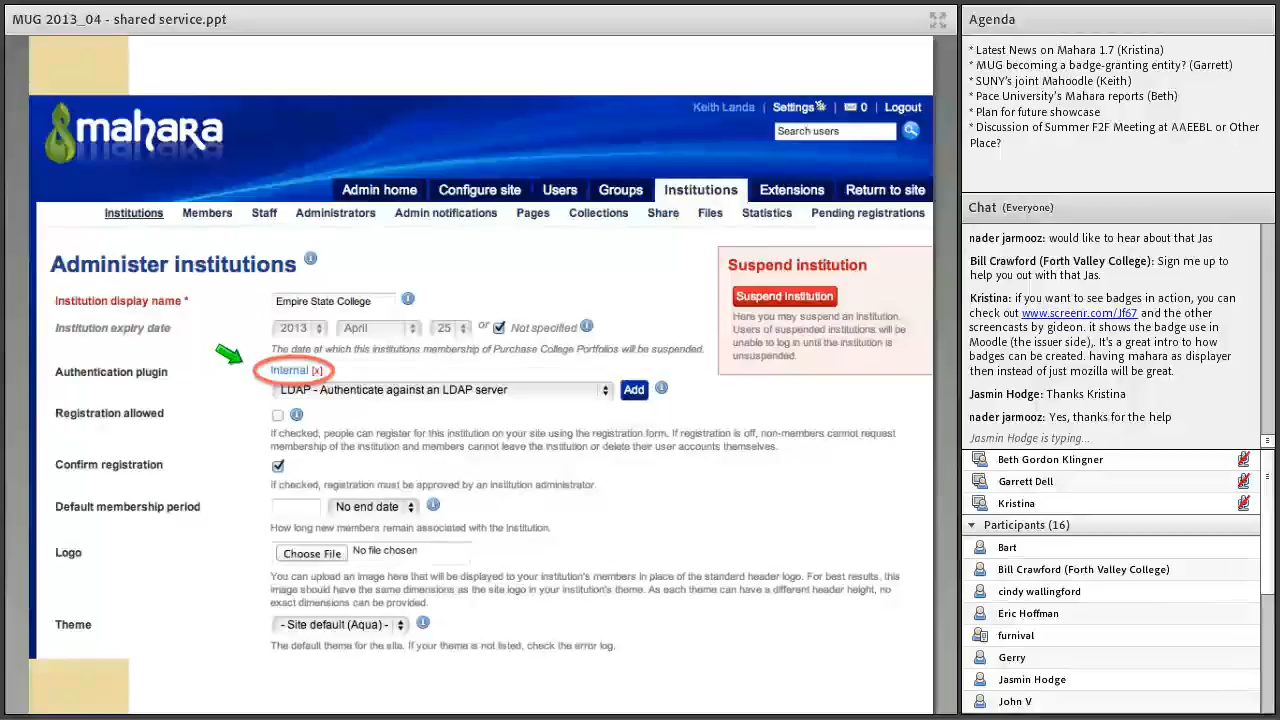 MUG 2013_04 - shared service.ppt
mahara
Keith Landa | Settings | 0 | Logout
Search users
Admin home Configure site Users Groups Institutions Extensions Return to site
Institutions Members Staff Administrators Admin notifications Pages Collections Share Files Statistics Pending registrations
Administer institutions
Institution display name * Empire State College
Institution expiry date 2013 April 25 or Not specified
The date at which this institutions membership of Purchase College Portfolios will be suspended.
Authentication plugin Internal [x]
LDAP - Authenticate against an LDAP server Add
Registration allowed
If checked, people can register for this institution on your site using the registration form. If registration is off, non-members cannot request
membership of the institution and members cannot leave the institution or delete their user accounts themselves.
Confirm registration
If checked, registration must be approved by an institution administrator.
Default membership period No end date
How long new members remain associated with the institution.
Logo Choose File No file chosen
You can upload an image here that will be displayed to your institution's members in place of the standard header logo. For best results, this
image should have the same dimensions as the site logo in your institution's theme. As each theme can have a different header height, no
exact dimensions can be provided.
Theme - Site default (Aqua) -
The default theme for the site. If your theme is not listed, check the error log.
Suspend institution
Suspend institution
Here you may suspend an institution.
Users of suspended institutions will be
unable to log in until the institution is
unsuspended.
Agenda
* Latest News on Mahara 1.7 (Kristina)
* MUG becoming a badge-granting entity? (Garrett)
* SUNY's joint Mahoodle (Keith)
* Pace University's Mahara reports (Beth)
* Plan for future showcase
* Discussion of Summer F2F Meeting at AAEEBL or Other
Place?
Chat (Everyone)
nader jarmooz: would like to hear about that Jas
Bill Crawford (Forth Valley College): Sign me up to
help you out with that Jas.
Kristina: if you want to see badges in action, you can
check out www.screenr.com/Jf67 and the other
screencasts by gideon. it shows the badge use in
Moodle (the issuer side),. It's a great intro to how
badges can be created. having mahara as displayer
then instead of just mozilla will be great.
Jasmin Hodge: Thanks Kristina
nader jarmooz: Yes, thanks for the help
Jasmin Hodge is typing...
Beth Gordon Klingner
Garrett Dell
Kristina
Participants (16)
Bart
Bill Crawford (Forth Valley College)
cindy wallingford
Eric Hoffman
furnival
Gerry
Jasmin Hodge
John V